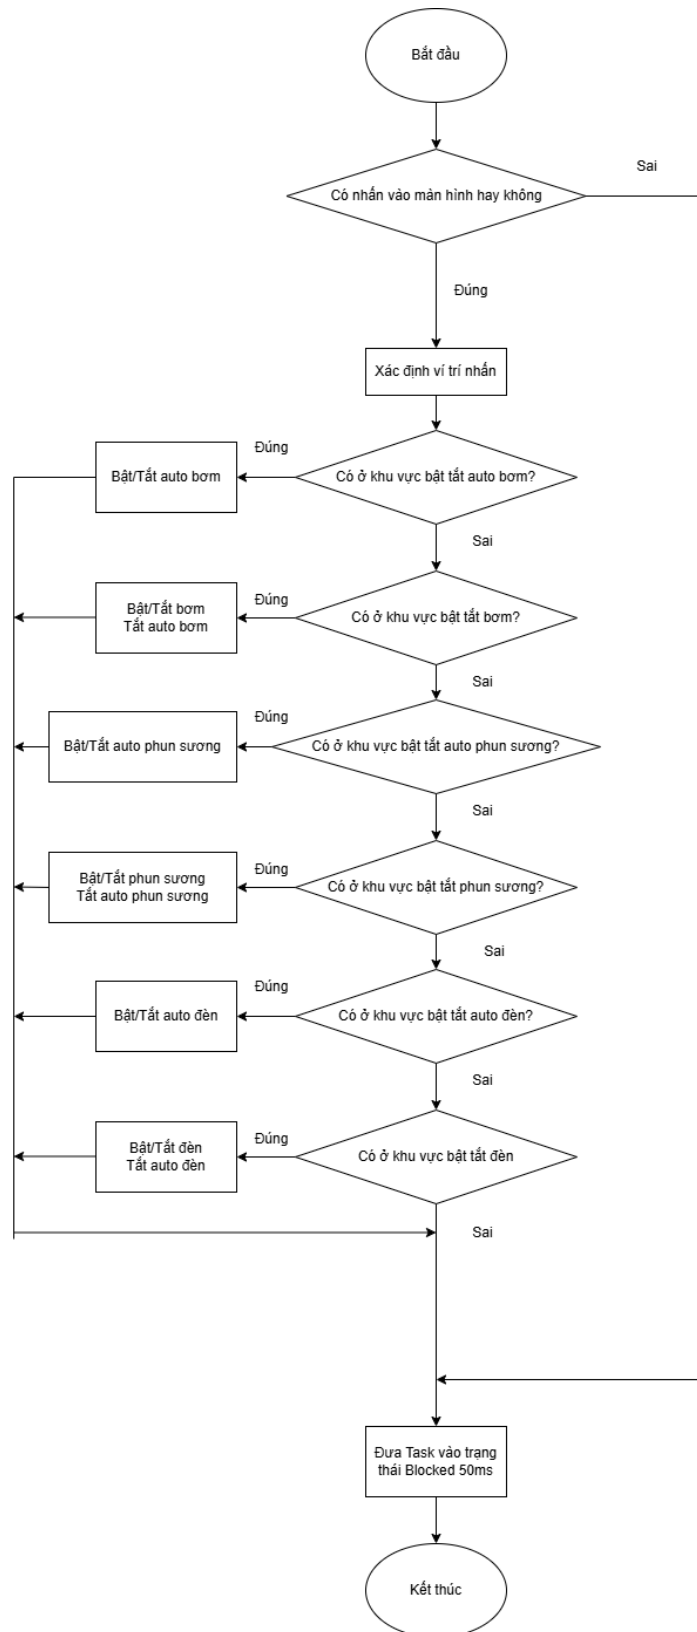 Bắt đầu
Có nhấn vào màn hình hay không
Sai
Đúng
Xác định ví trí nhấn
Bật/Tắt auto bơm
Đúng
Có ở khu vực bật tắt auto bơm?
Sai
Bật/Tắt bơm
Tắt auto bơm
Đúng
Có ở khu vực bật tắt bơm?
Sai
Bật/Tắt auto phun sương
Đúng
Có ở khu vực bật tắt auto phun sương?
Sai
Bật/Tắt phun sương
Tắt auto phun sương
Đúng
Có ở khu vực bật tắt phun sương?
Sai
Bật/Tắt auto đèn
Đúng
Có ở khu vực bật tắt auto đèn?
Sai
Bật/Tắt đèn
Tắt auto đèn
Đúng
Có ở khu vực bật tắt đèn
Sai
Đưa Task vào trạng
thái Blocked 50ms
Kết thúc